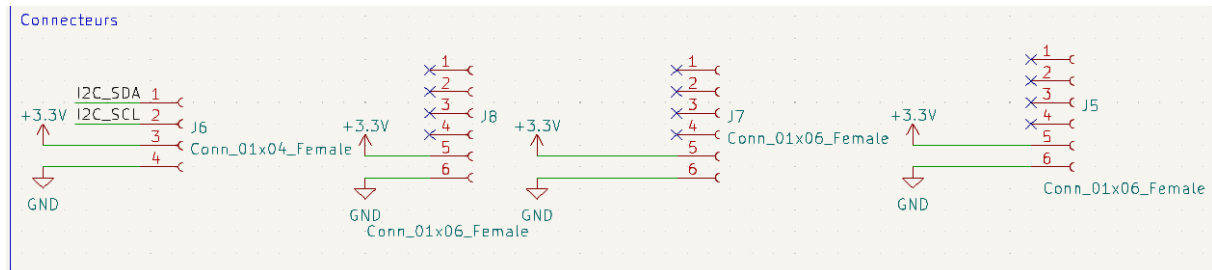 Connecteurs
I2C_SDA 1
I2C_SCL 2
3
4
+3.3V
GND
J6
Conn_01x04_Female
1
2
3
4
5
6
+3.3V
GND
J8
Conn_01x06_Female
1
2
3
4
5
6
+3.3V
GND
J7
Conn_01x06_Female
1
2
3
4
5
6
+3.3V
GND
J5
Conn_01x06_Female